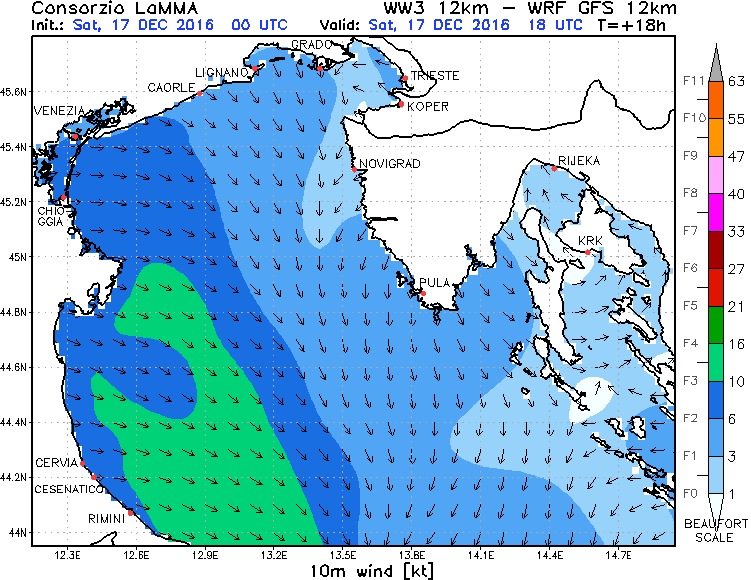 Consorzio LaMMA WW3 12km – WRF GFS 12km
Init.: Sat, 17 DEC 2016 00 UTC Valid: Sat, 17 DEC 2016 18 UTC T=+18h
GRADO
LIGNANO
TRIESTE
CAORLE
KOPER
VENEZIA
NOVIGRAD
RIJEKA
CHIO-
GGIA
KRK
PULA
CERVIA
CESENATICO
RIMINI
45.6N
45.4N
45.2N
45N
44.8N
44.6N
44.4N
44.2N
44N
12.3E 12.6E 12.9E 13.2E 13.5E 13.8E 14.1E 14.4E 14.7E
10m wind [kt]
F11 63
F10 55
F9 47
F8 40
F7 33
F6 27
F5 21
F4 16
F3 10
F2 6
F1 3
F0 1
BEAUFORT
SCALE